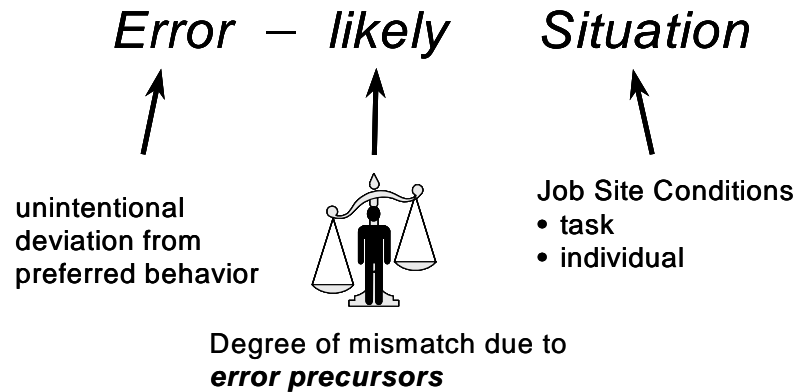 Error – likely Situation
unintentional
deviation from
preferred behavior
Job Site Conditions
• task
• individual
Degree of mismatch due to
error precursors